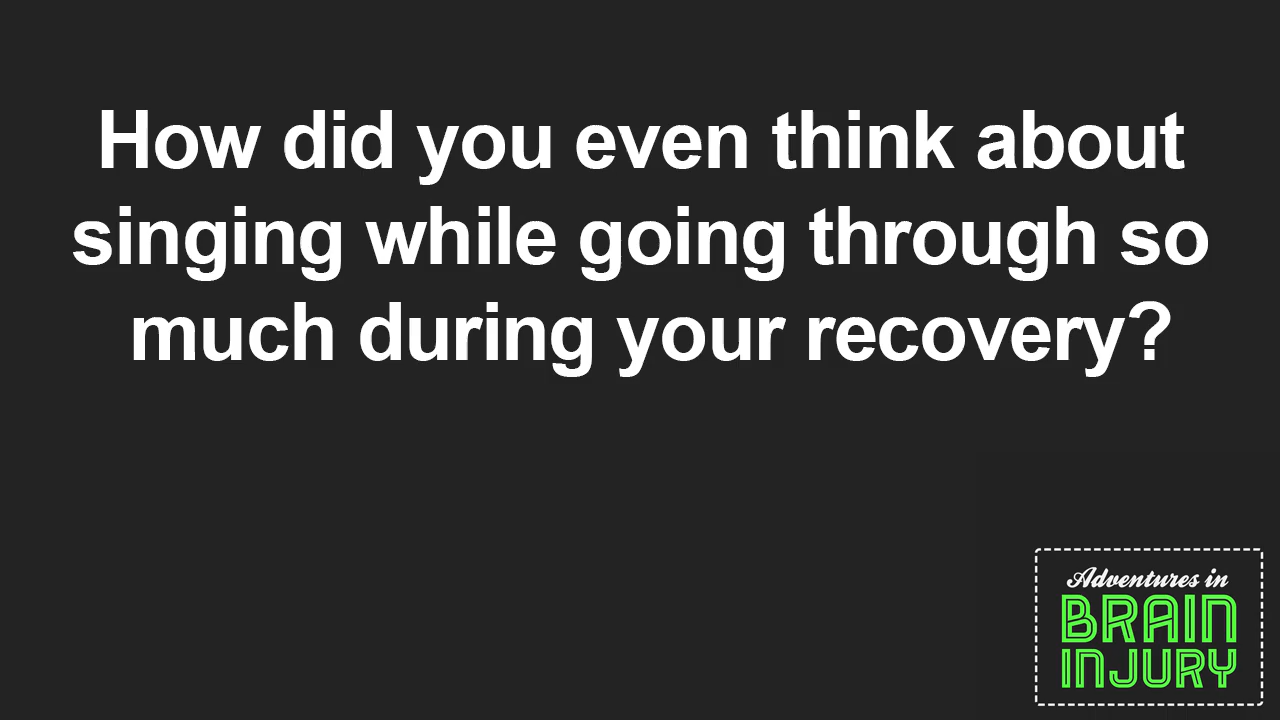 How did you even think about
singing while going through so
much during your recovery?
Adventures in
BRAIN
INJURY